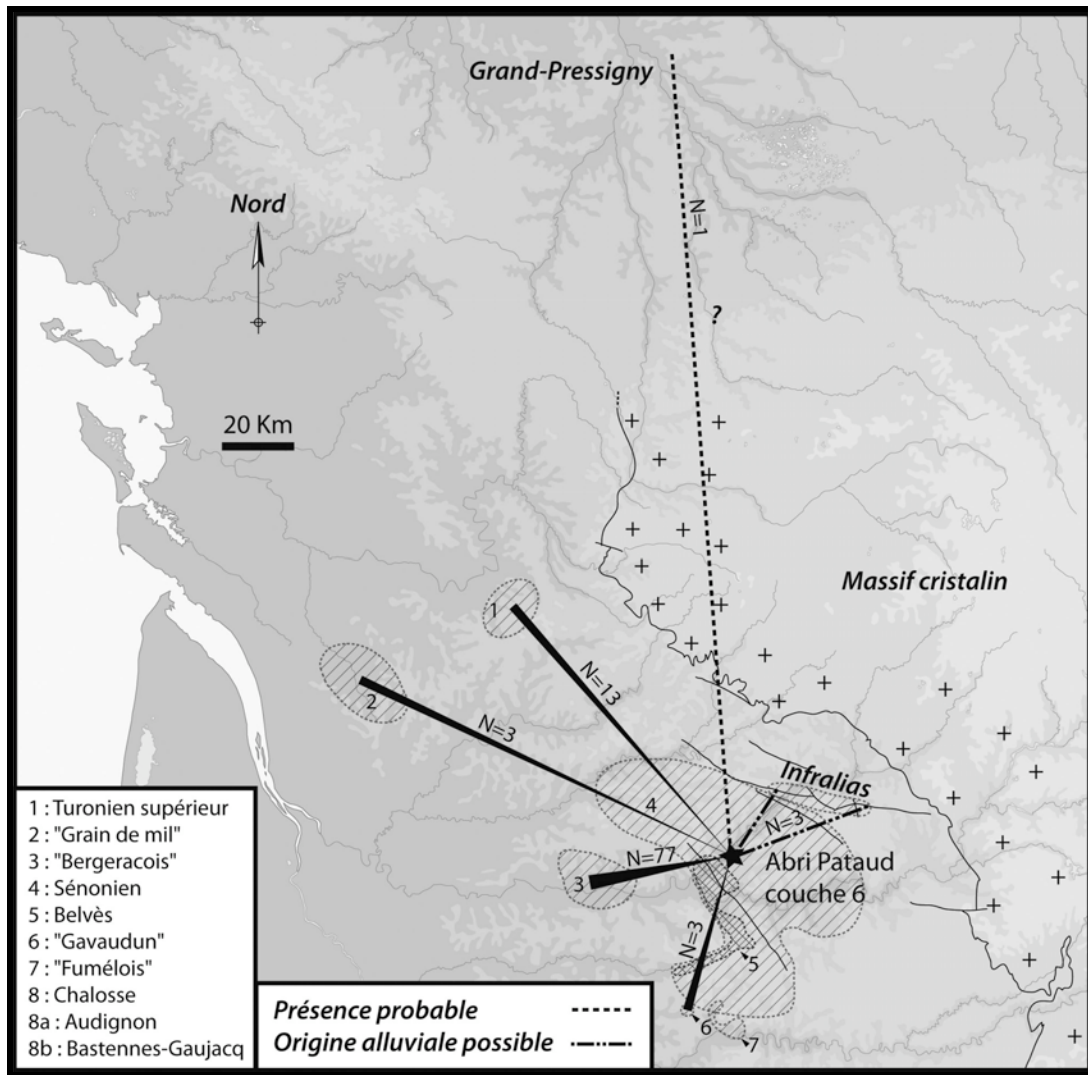 Grand-Pressigny
Nord
N=1
?
20 Km
Massif cristalin
1
N=13
2
N=3
Infralias
4
N=3
N=77
Abri Pataud
couche 6
3
N=3
5
6
7
1 : Turonien supérieur
2 : "Grain de mil"
3 : "Bergeracois"
4 : Sénonien
5 : Belvès
6 : "Gavaudun"
7 : "Fumélois"
8 : Chalosse
8a : Audignon
8b : Bastennes-Gaujacq
Présence probable
Origine alluviale possible